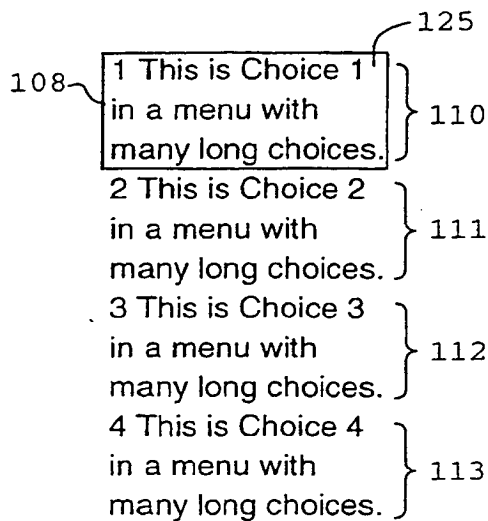 125
108
1 This is Choice 1
in a menu with
many long choices.
110
2 This is Choice 2
in a menu with
many long choices.
111
3 This is Choice 3
in a menu with
many long choices.
112
4 This is Choice 4
in a menu with
many long choices.
113